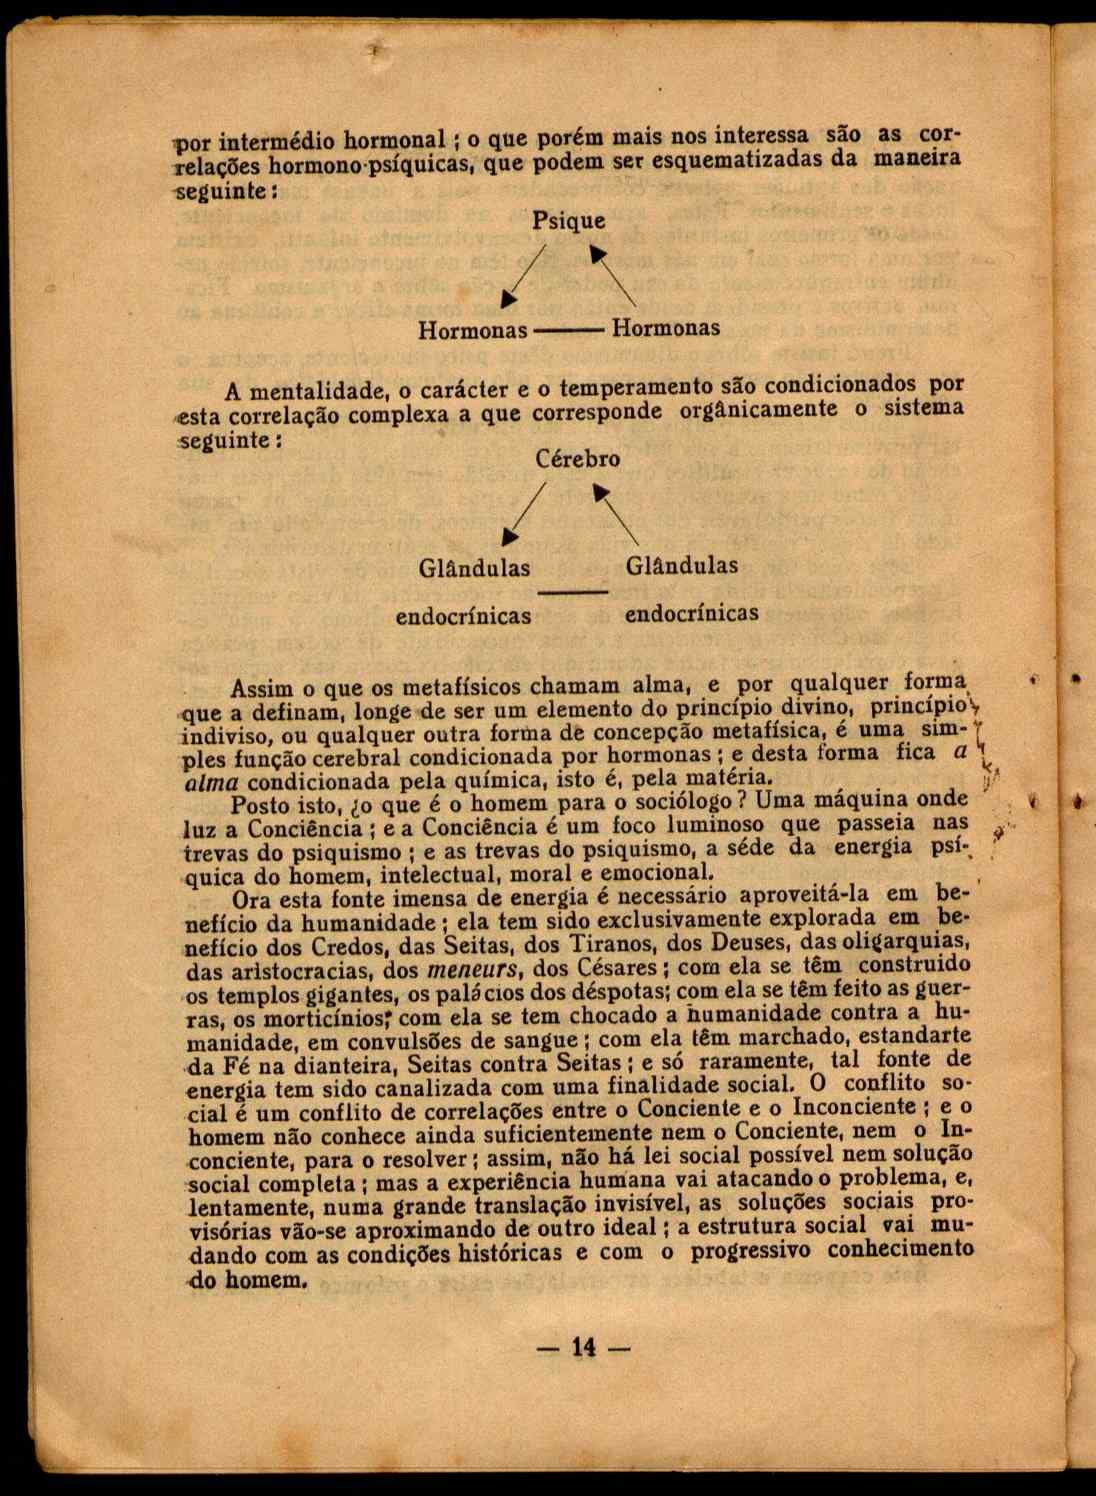 por intermédio hormonal ; o que porém mais nos interessa são as cor-
relações hormono-psíquicas, que podem ser esquematizadas da maneira
seguinte :
Psique
Hormonas —— Hormonas
A mentalidade, o carácter e o temperamento são condicionados por
esta correlação complexa a que corresponde orgânicamente o sistema
seguinte :
Cérebro
Glândulas Glândulas
——
endocrínicas endocrínicas
Assim o que os metafísicos chamam alma, e por qualquer forma
que a definam, longe de ser um elemento do princípio divino, princípio
indiviso, ou qualquer outra forma de concepção metafísica, é uma sim-
ples função cerebral condicionada por hormonas ; e desta forma fica a
alma condicionada pela química, isto é, pela matéria.
Posto isto, ¿o que é o homem para o sociólogo ? Uma máquina onde
luz a Conciência ; e a Conciência é um foco luminoso que passeia nas
trevas do psiquismo ; e as trevas do psiquismo, a séde da energia psí-
quica do homem, intelectual, moral e emocional.
Ora esta fonte imensa de energia é necessário aproveitá-la em be-
nefício da humanidade ; ela tem sido exclusivamente explorada em be-
nefício dos Credos, das Seitas, dos Tiranos, dos Deuses, das oligarquias,
das aristocracias, dos meneurs, dos Césares ; com ela se têm construido
os templos gigantes, os palácios dos déspotas; com ela se têm feito as guer-
ras, os morticínios; com ela se tem chocado a humanidade contra a hu-
manidade, em convulsões de sangue ; com ela têm marchado, estandarte
da Fé na dianteira, Seitas contra Seitas ; e só raramente, tal fonte de
energia tem sido canalizada com uma finalidade social. O conflito so-
cial é um conflito de correlações entre o Conciente e o Inconciente ; e o
homem não conhece ainda suficientemente nem o Conciente, nem o In-
conciente, para o resolver ; assim, não há lei social possível nem solução
social completa ; mas a experiência humana vai atacando o problema, e,
lentamente, numa grande translação invisível, as soluções sociais pro-
visórias vão-se aproximando de outro ideal ; a estrutura social vai mu-
dando com as condições históricas e com o progressivo conhecimento
do homem.
— 14 —